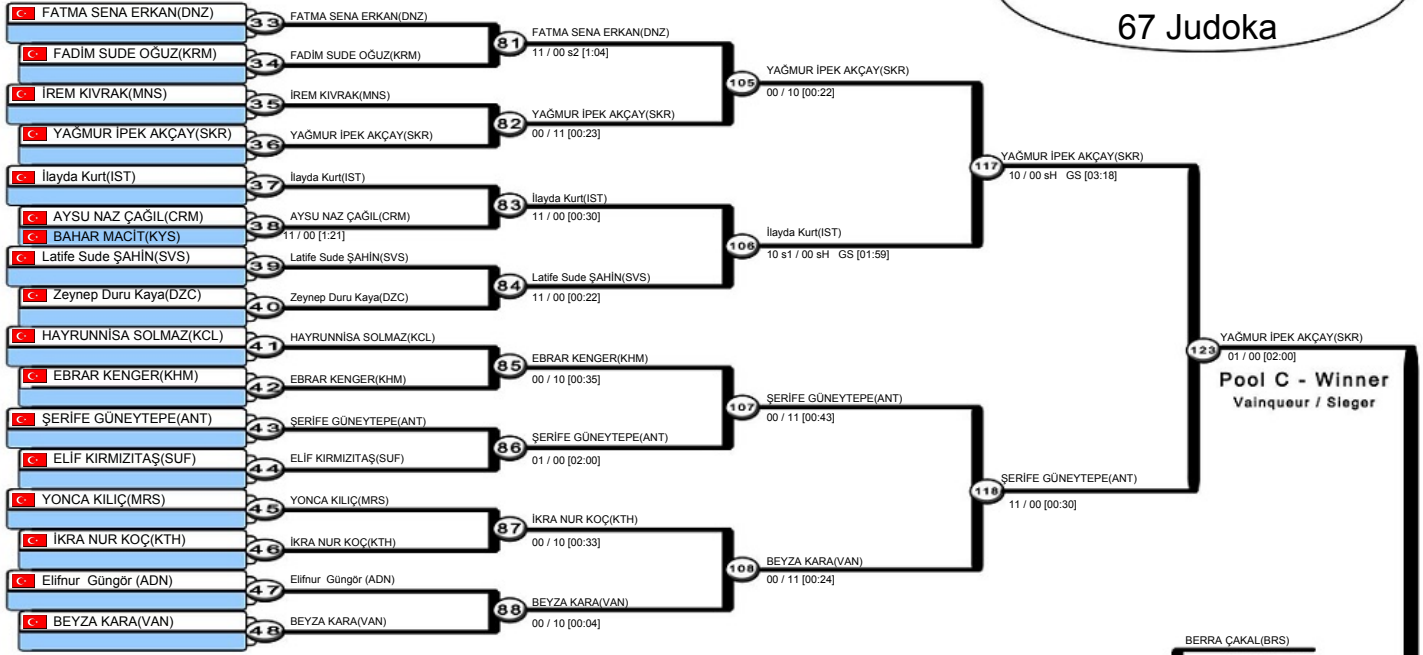 67 Judoka
FATMA SENA ERKAN(DNZ)
FADİM SUDE OĞUZ(KRM)
İREM KIVRAK(MNS)
YAĞMUR İPEK AKÇAY(SKR)
İlayda Kurt(IST)
AYSU NAZ ÇAĞIL(CRM)
BAHAR MACİT(KYS)
Latife Sude ŞAHİN(SVS)
Zeynep Duru Kaya(DZC)
HAYRUNNİSA SOLMAZ(KCL)
EBRAR KENGER(KHM)
ŞERİFE GÜNEYTEPE(ANT)
ELİF KIRMIZITAŞ(SUF)
YONCA KILIÇ(MRS)
İKRA NUR KOÇ(KTH)
Elifnur Güngör (ADN)
BEYZA KARA(VAN)
33 FATMA SENA ERKAN(DNZ)
34 FADİM SUDE OĞUZ(KRM)
35 İREM KIVRAK(MNS)
36 YAĞMUR İPEK AKÇAY(SKR)
37 İlayda Kurt(IST)
38 AYSU NAZ ÇAĞIL(CRM)
11 / 00 [1:21]
39 Latife Sude ŞAHİN(SVS)
40 Zeynep Duru Kaya(DZC)
41 HAYRUNNİSA SOLMAZ(KCL)
42 EBRAR KENGER(KHM)
43 ŞERİFE GÜNEYTEPE(ANT)
44 ELİF KIRMIZITAŞ(SUF)
45 YONCA KILIÇ(MRS)
46 İKRA NUR KOÇ(KTH)
47 Elifnur Güngör (ADN)
48 BEYZA KARA(VAN)
81 FATMA SENA ERKAN(DNZ)
11 / 00 s2 [1:04]
82 YAĞMUR İPEK AKÇAY(SKR)
00 / 11 [00:23]
83 İlayda Kurt(IST)
11 / 00 [00:30]
84 Latife Sude ŞAHİN(SVS)
11 / 00 [00:22]
85 EBRAR KENGER(KHM)
00 / 10 [00:35]
86 ŞERİFE GÜNEYTEPE(ANT)
01 / 00 [02:00]
87 İKRA NUR KOÇ(KTH)
00 / 10 [00:33]
88 BEYZA KARA(VAN)
00 / 10 [00:04]
105 YAĞMUR İPEK AKÇAY(SKR)
00 / 10 [00:22]
106 İlayda Kurt(IST)
10 s1 / 00 sH GS [01:59]
107 ŞERİFE GÜNEYTEPE(ANT)
00 / 11 [00:43]
108 BEYZA KARA(VAN)
00 / 11 [00:24]
117 YAĞMUR İPEK AKÇAY(SKR)
10 / 00 sH GS [03:18]
118 ŞERİFE GÜNEYTEPE(ANT)
11 / 00 [00:30]
123 YAĞMUR İPEK AKÇAY(SKR)
01 / 00 [02:00]
Pool C - Winner
Vainqueur / Sieger
BERRA ÇAKAL(BRS)